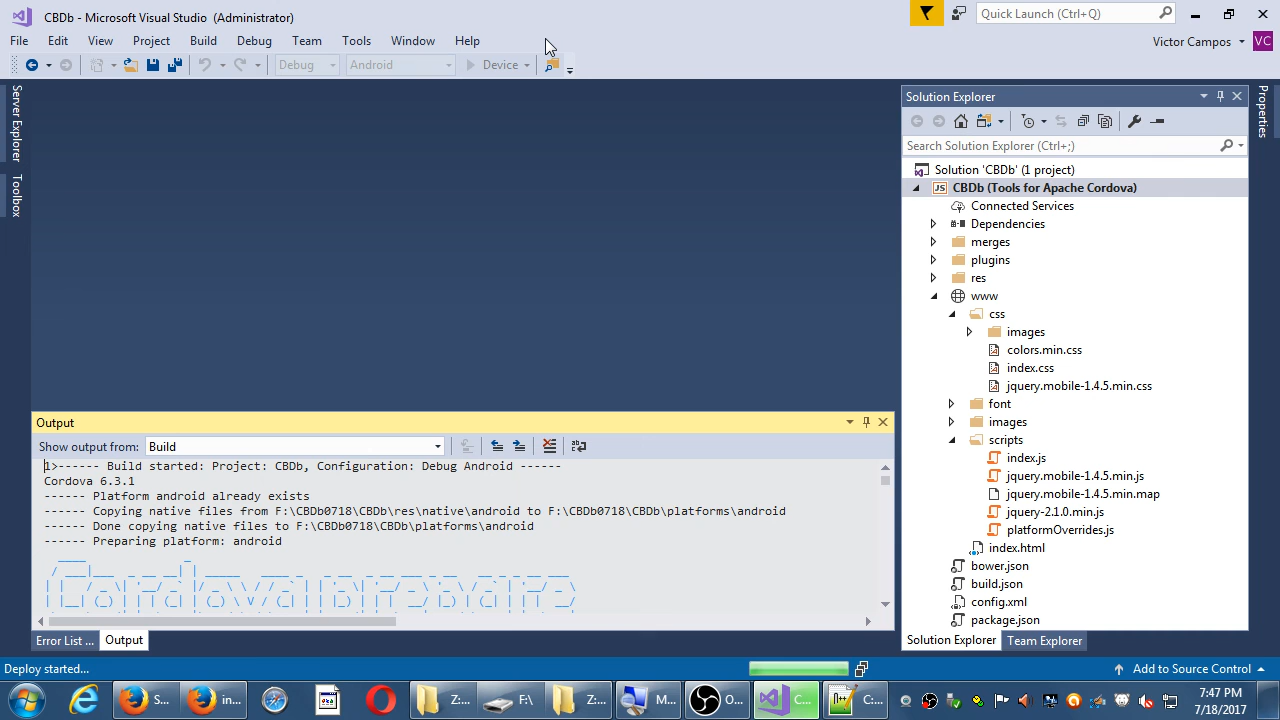 CBDb - Microsoft Visual Studio (Administrator)
Quick Launch (Ctrl+Q)
File Edit View Project Build Debug Team Tools Window Help
Victor Campos VC
Debug Android Device
Server Explorer
Toolbox
Solution Explorer
Properties
Search Solution Explorer (Ctrl+;)
Solution 'CBDb' (1 project)
JS CBDb (Tools for Apache Cordova)
Connected Services
Dependencies
merges
plugins
res
www
css
images
colors.min.css
index.css
jquery.mobile-1.4.5.min.css
font
images
scripts
index.js
jquery.mobile-1.4.5.min.js
jquery.mobile-1.4.5.min.map
jquery-2.1.0.min.js
platformOverrides.js
index.html
bower.json
build.json
config.xml
package.json
Solution Explorer Team Explorer
Output
Show output from: Build
1>------ Build started: Project: CBDb, Configuration: Debug Android ------
Cordova 6.3.1
------ Platform android already exists
------ Copying native files from F:\CBDb0718\CBDb\res\native\android to F:\CBDb0718\CBDb\platforms\android
------ Done copying native files to F:\CBDb0718\CBDb\platforms\android
------ Preparing platform: android
Error List ... Output
Deploy started...
Add to Source Control
S... in... Z:... F:\ Z:... M... O... C... C:...
7:47 PM
7/18/2017